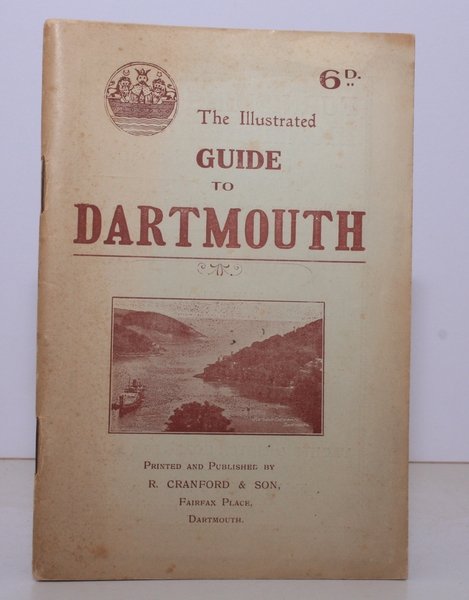 6D.
The Illustrated
GUIDE
TO
DARTMOUTH
PRINTED AND PUBLISHED BY
R. CRANFORD & SON,
FAIRFAX PLACE,
DARTMOUTH.